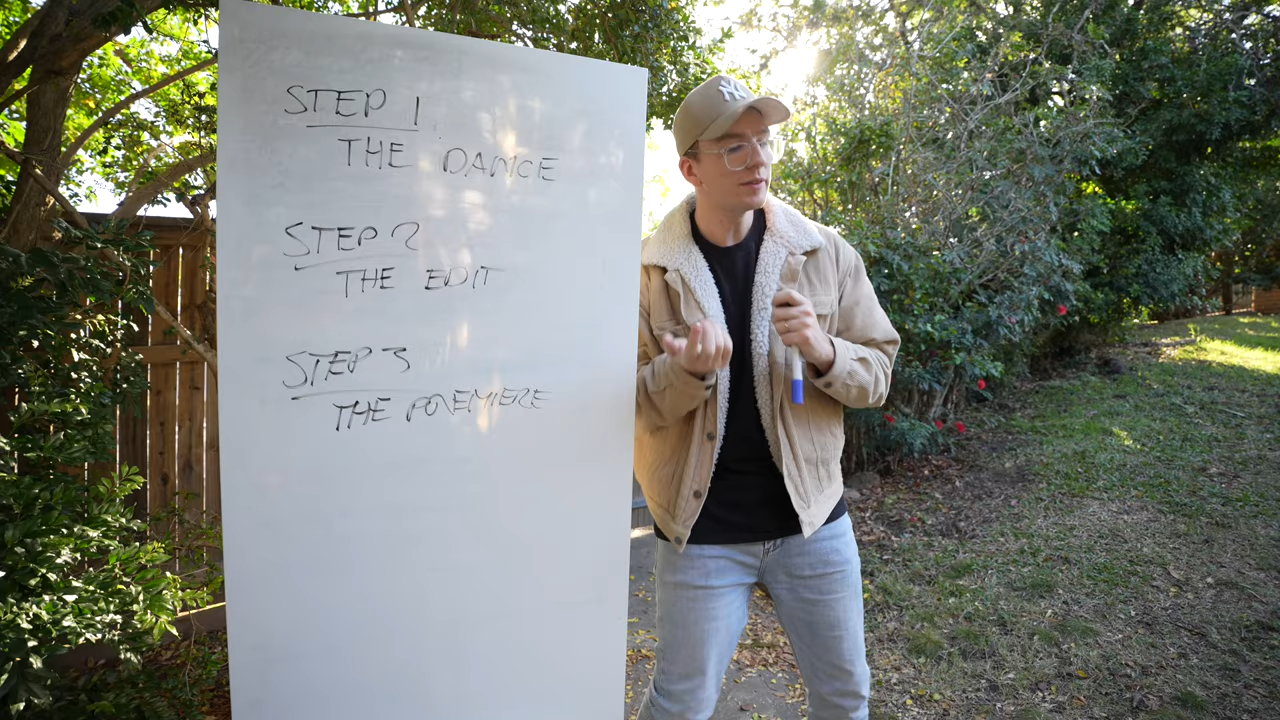 STEP 1
THE DANCE
STEP 2
THE EDIT
STEP 3
THE PREMIERE
NY